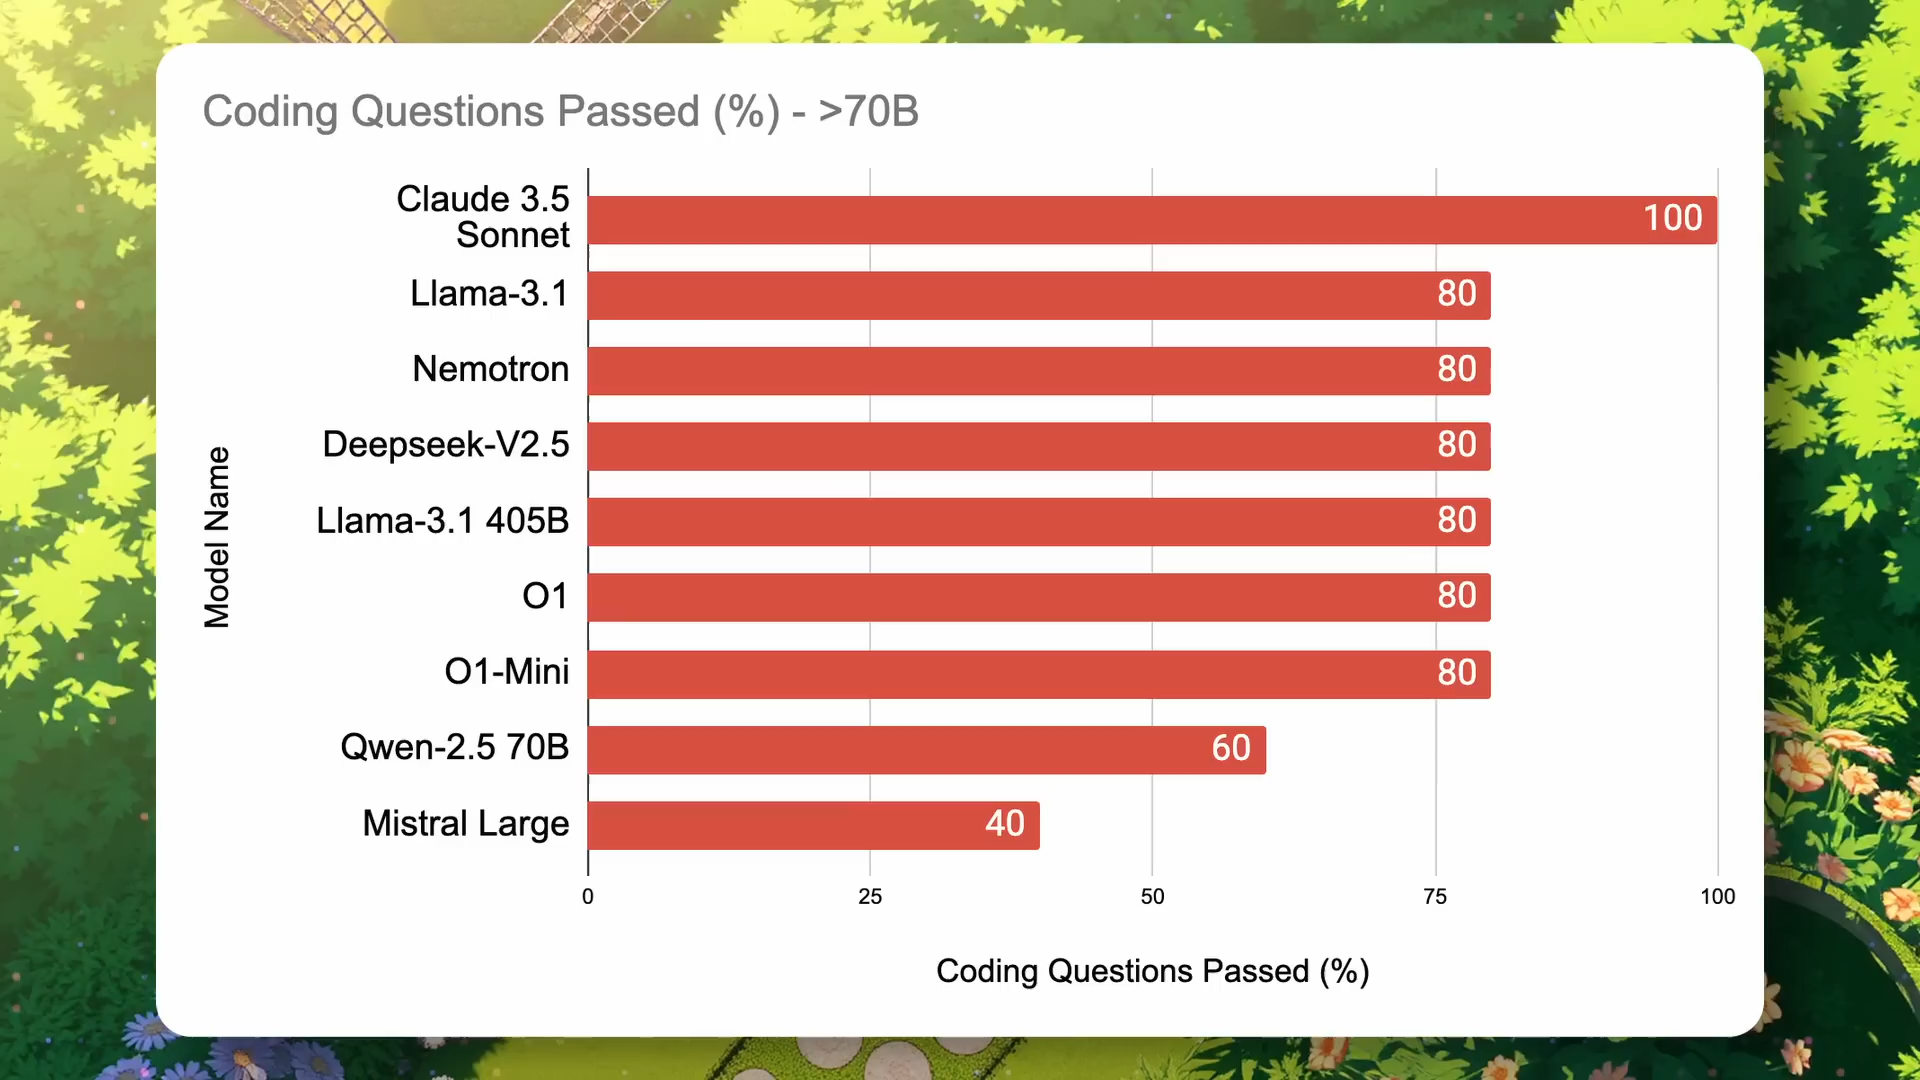 Coding Questions Passed (%) - >70B
Model Name
Claude 3.5
Sonnet
100
Llama-3.1
80
Nemotron
80
Deepseek-V2.5
80
Llama-3.1 405B
80
O1
80
O1-Mini
80
Qwen-2.5 70B
60
Mistral Large
40
0 25 50 75 100
Coding Questions Passed (%)